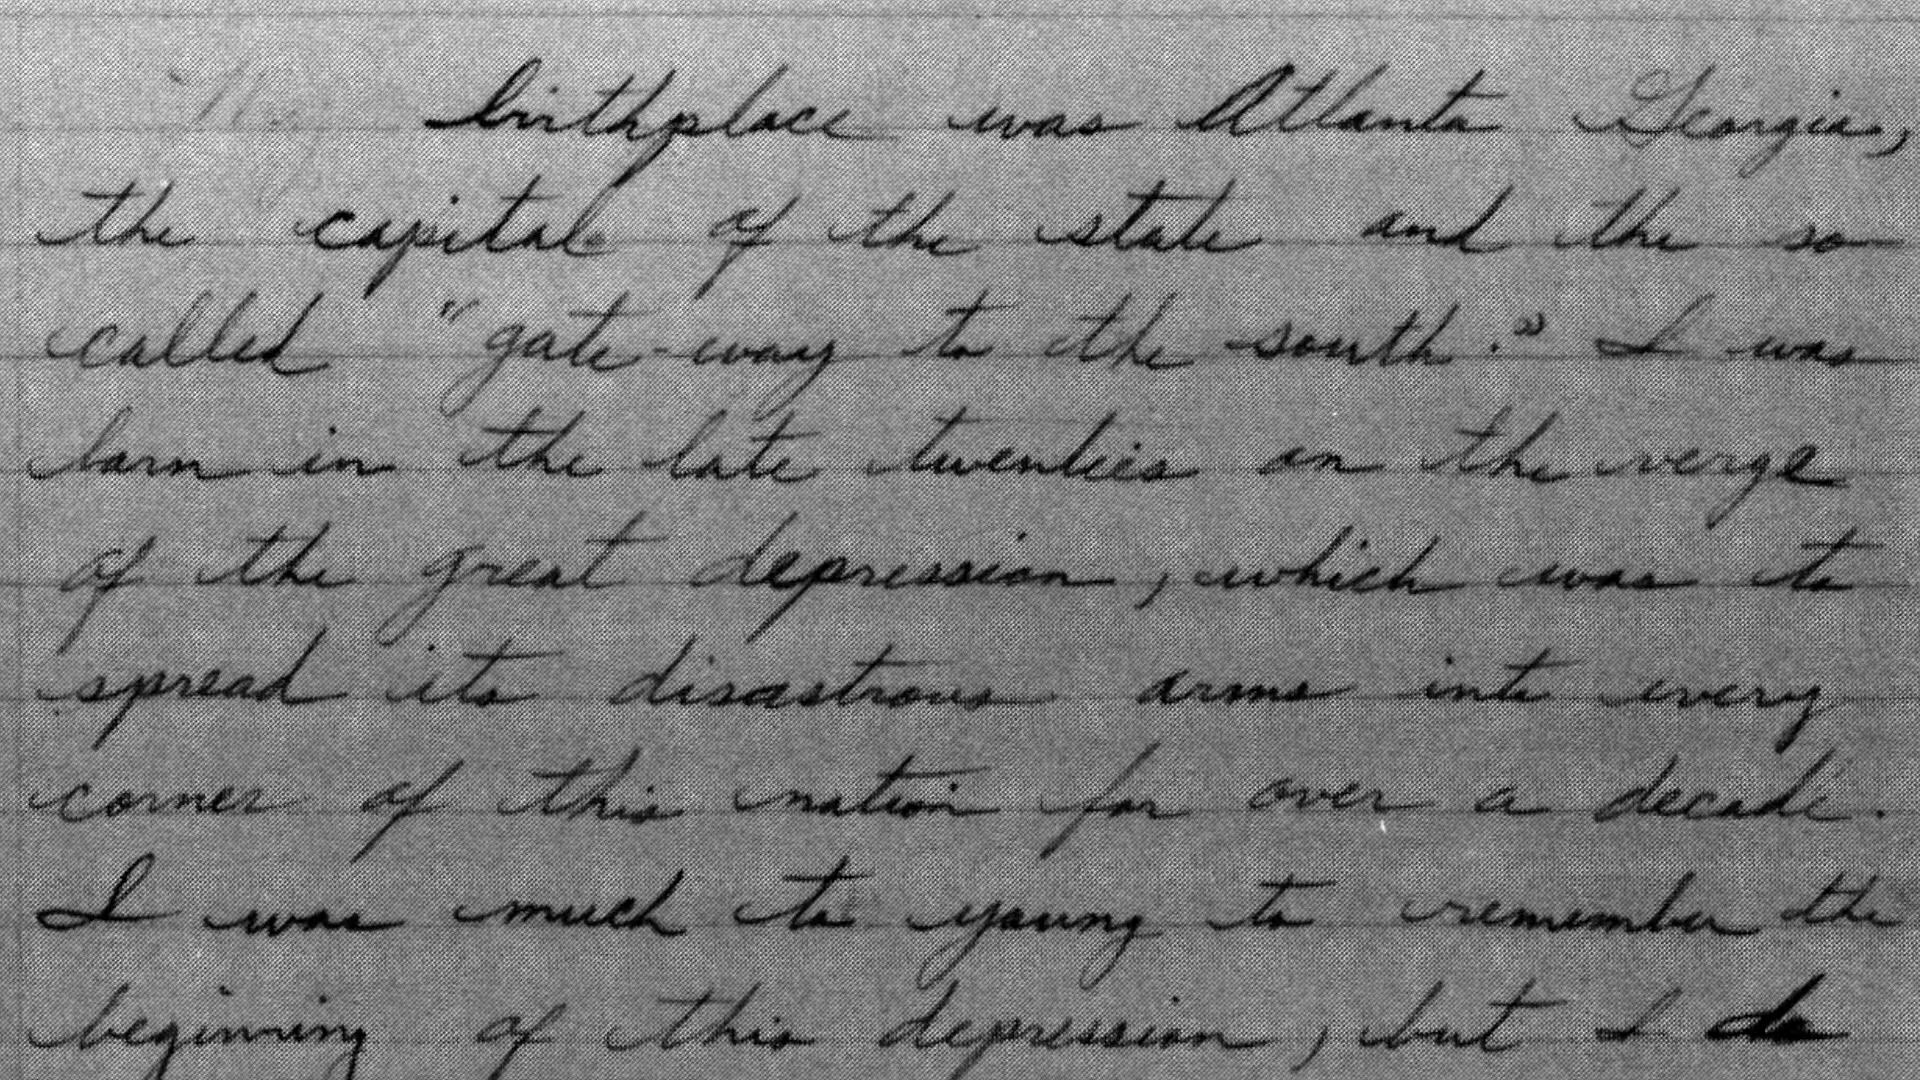 My birthplace was Atlanta Georgia,
the capital of the state and the so
called "gate-way to the south." I was
born in the late twenties on the verge
of the great depression, which was to
spread its disastrous arms into every
corner of this nation for over a decade.
I was much to young to remember the
beginning of this depression, but I do